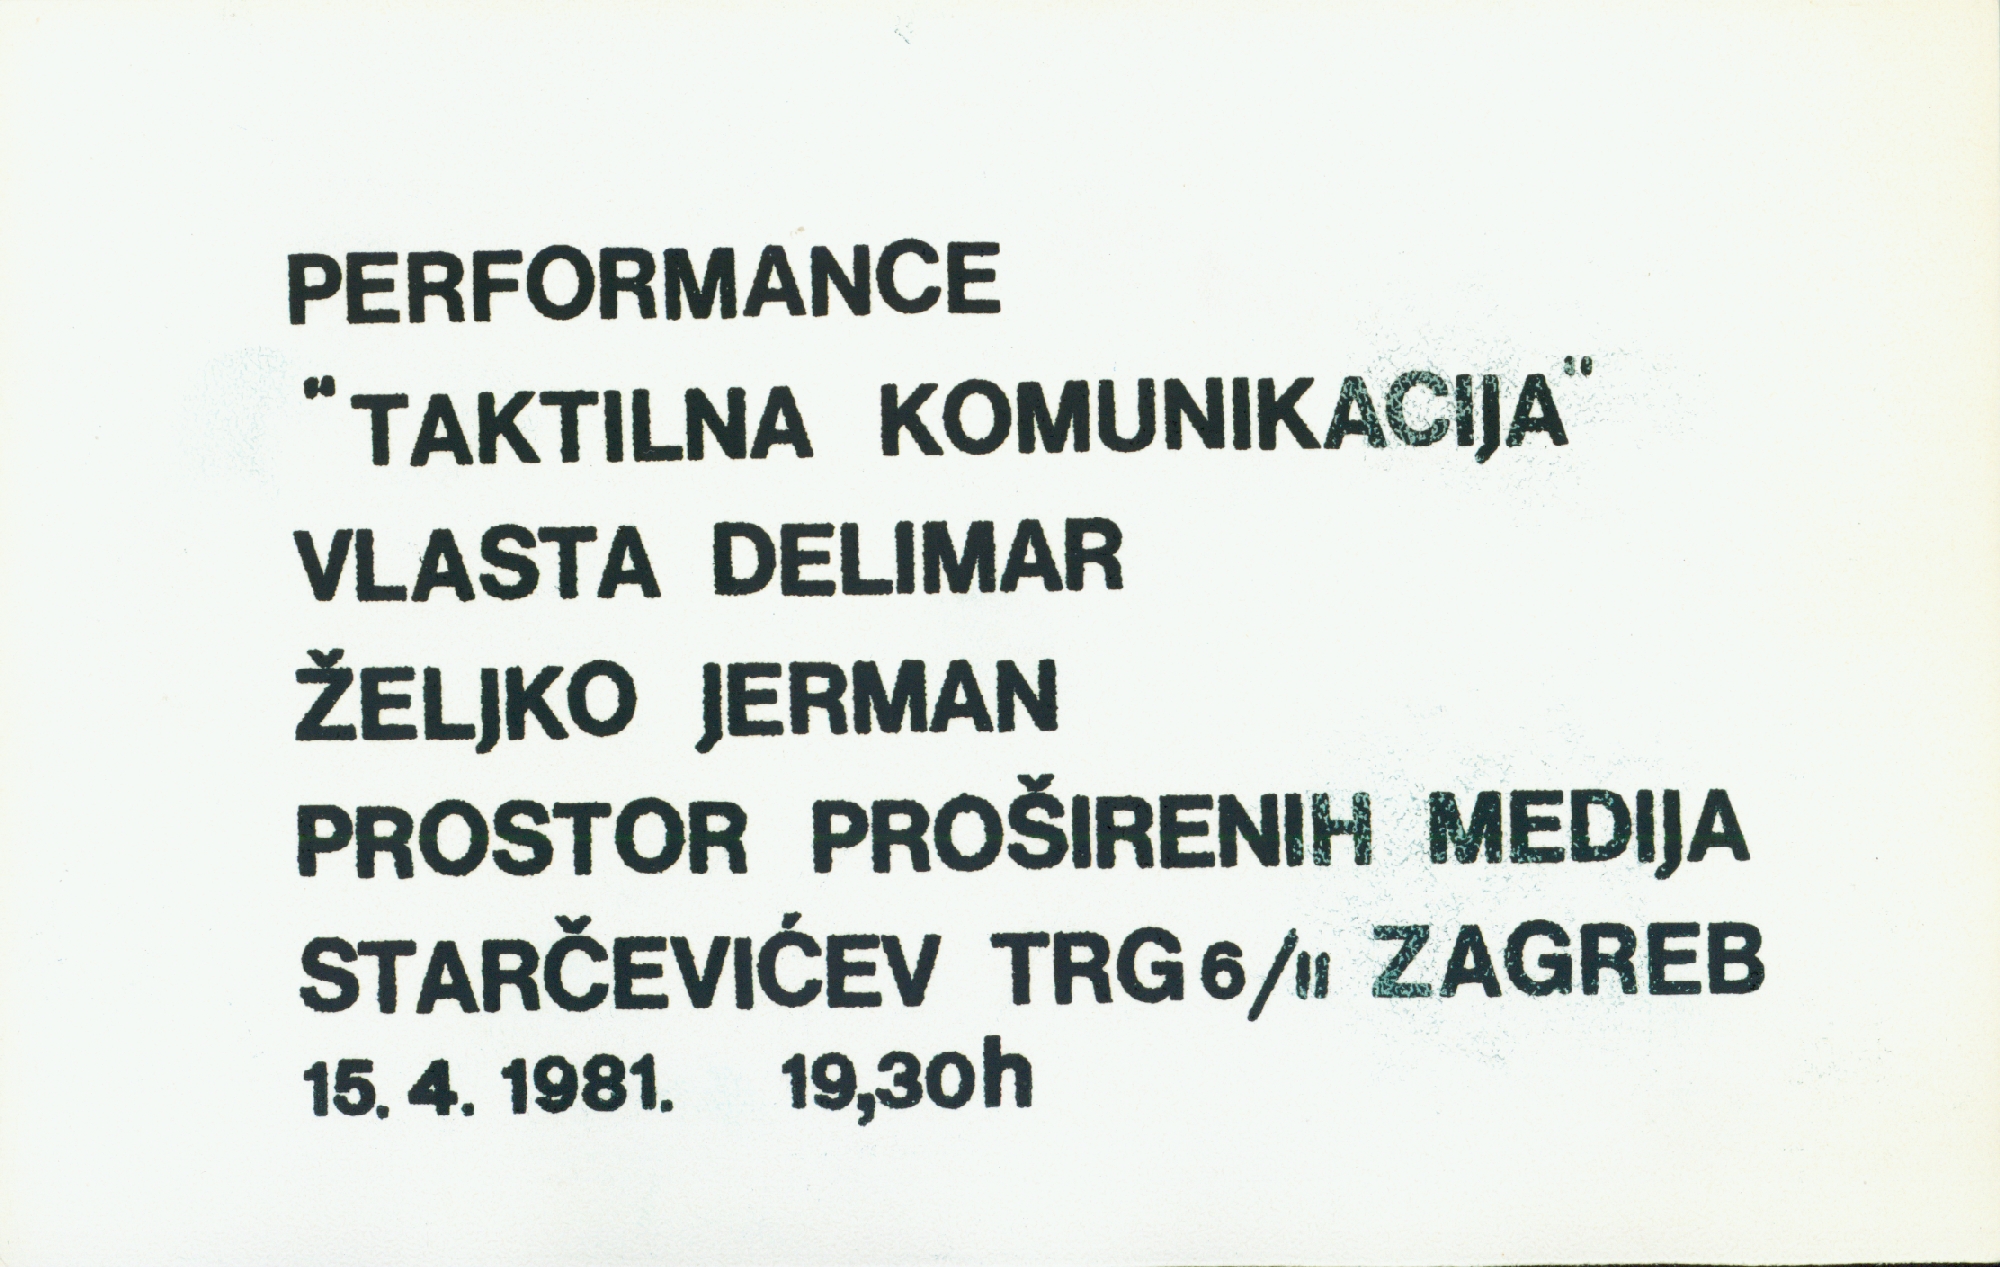 PERFORMANCE
"TAKTILNA KOMUNIKACIJA"
VLASTA DELIMAR
ŽELJKO JERMAN
PROSTOR PROŠIRENIH MEDIJA
STARČEVIĆEV TRG 6/II ZAGREB
15. 4. 1981. 19,30h